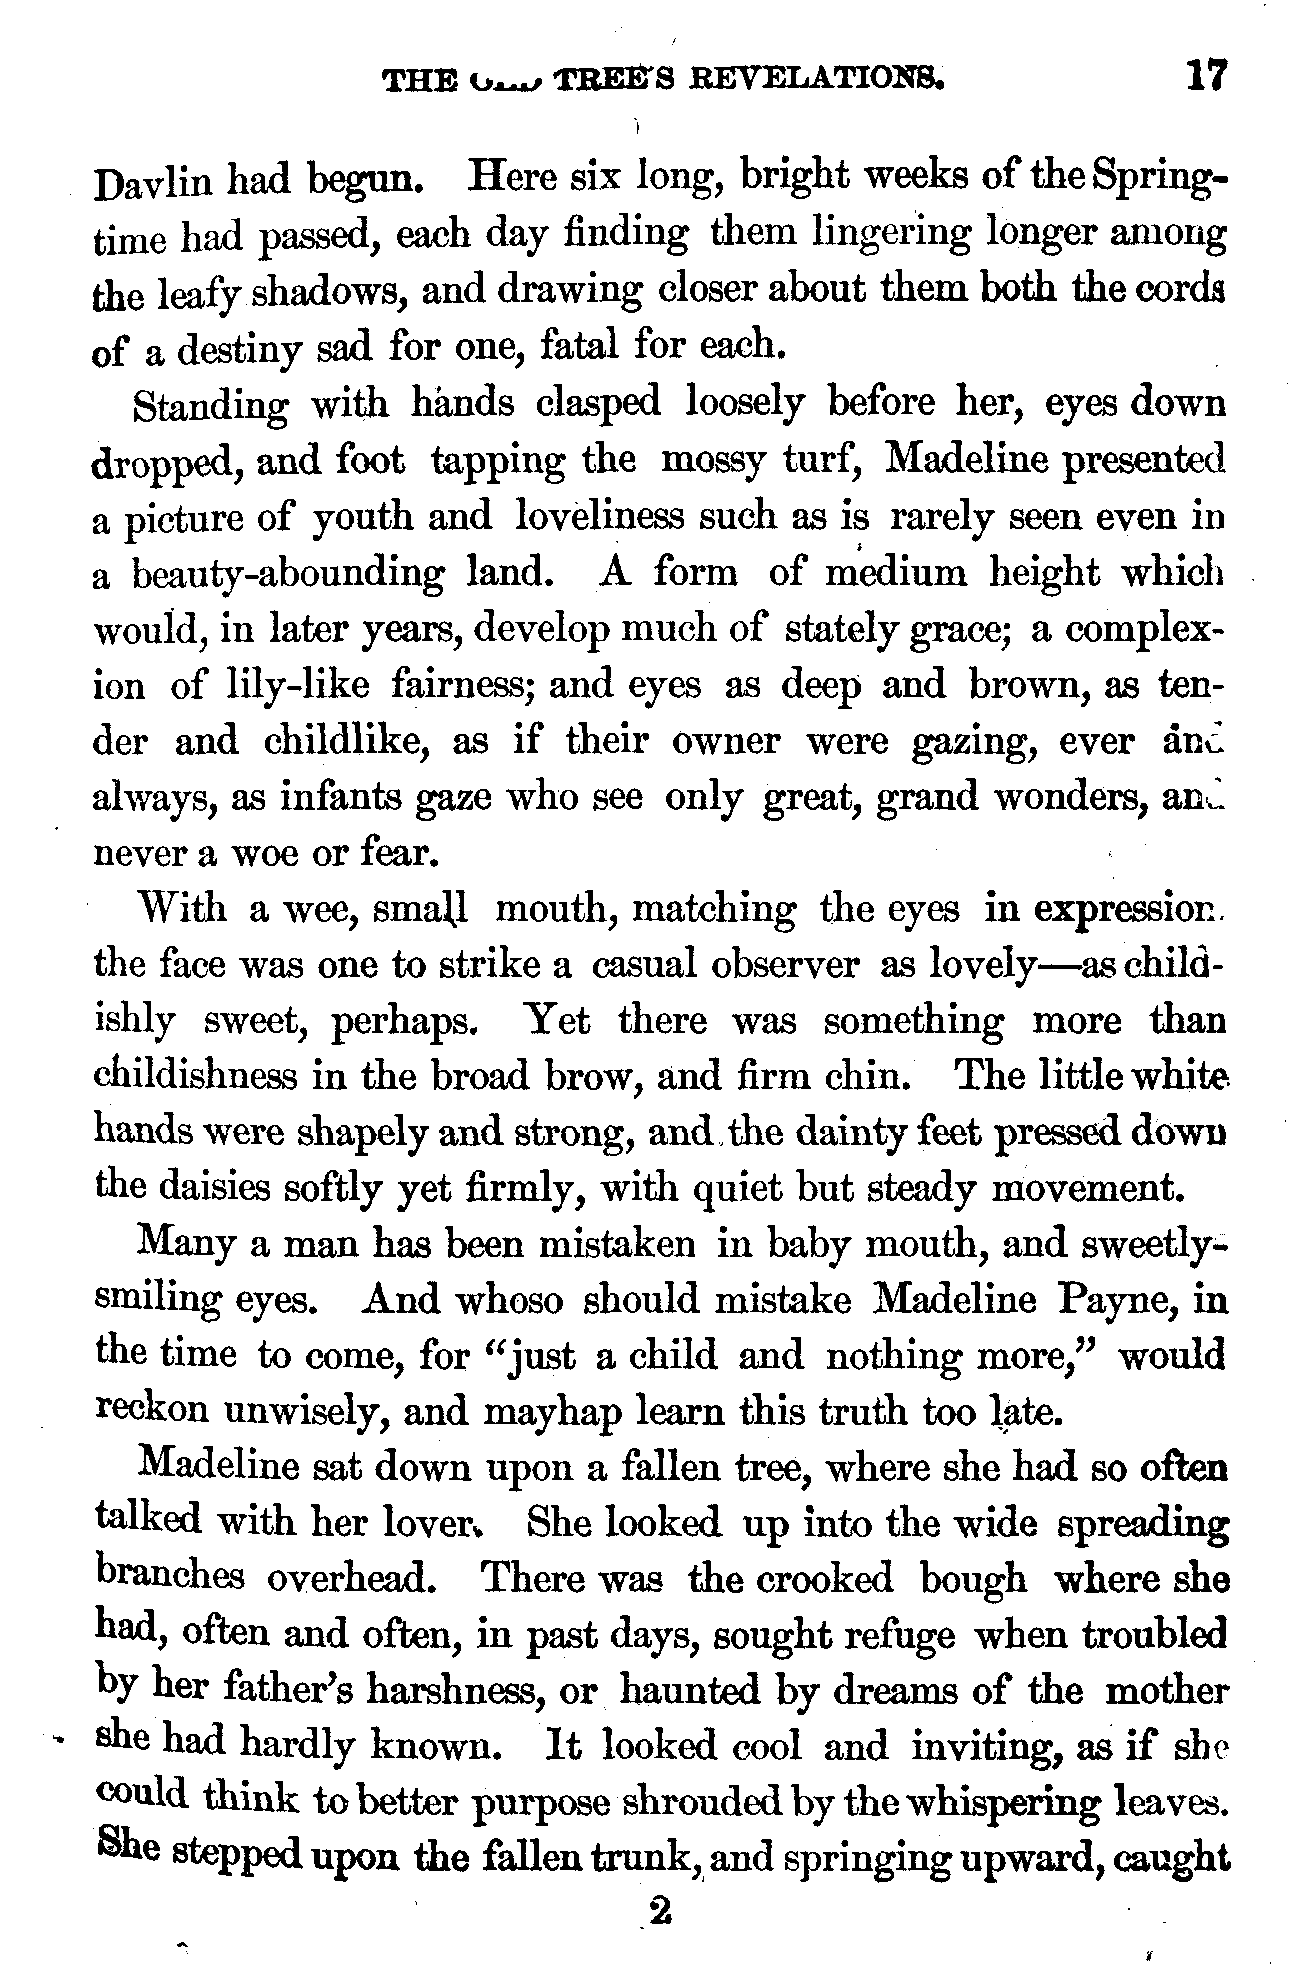 THE TREE'S REVELATIONS. 17
Davlin had begun. Here six long, bright weeks of the Spring-
time had passed, each day finding them lingering longer among
the leafy shadows, and drawing closer about them both the cords
of a destiny sad for one, fatal for each.
Standing with hands clasped loosely before her, eyes down
dropped, and foot tapping the mossy turf, Madeline presented
a picture of youth and loveliness such as is rarely seen even in
a beauty-abounding land. A form of medium height which
would, in later years, develop much of stately grace; a complex-
ion of lily-like fairness; and eyes as deep and brown, as ten-
der and childlike, as if their owner were gazing, ever and
always, as infants gaze who see only great, grand wonders, and
never a woe or fear.
With a wee, small mouth, matching the eyes in expression.
the face was one to strike a casual observer as lovely—as child-
ishly sweet, perhaps. Yet there was something more than
childishness in the broad brow, and firm chin. The little white
hands were shapely and strong, and the dainty feet pressed down
the daisies softly yet firmly, with quiet but steady movement.
Many a man has been mistaken in baby mouth, and sweetly-
smiling eyes. And whoso should mistake Madeline Payne, in
the time to come, for "just a child and nothing more," would
reckon unwisely, and mayhap learn this truth too late.
Madeline sat down upon a fallen tree, where she had so often
talked with her lover. She looked up into the wide spreading
branches overhead. There was the crooked bough where she
had, often and often, in past days, sought refuge when troubled
by her father's harshness, or haunted by dreams of the mother
she had hardly known. It looked cool and inviting, as if she
could think to better purpose shrouded by the whispering leaves.
She stepped upon the fallen trunk, and springing upward, caught
2